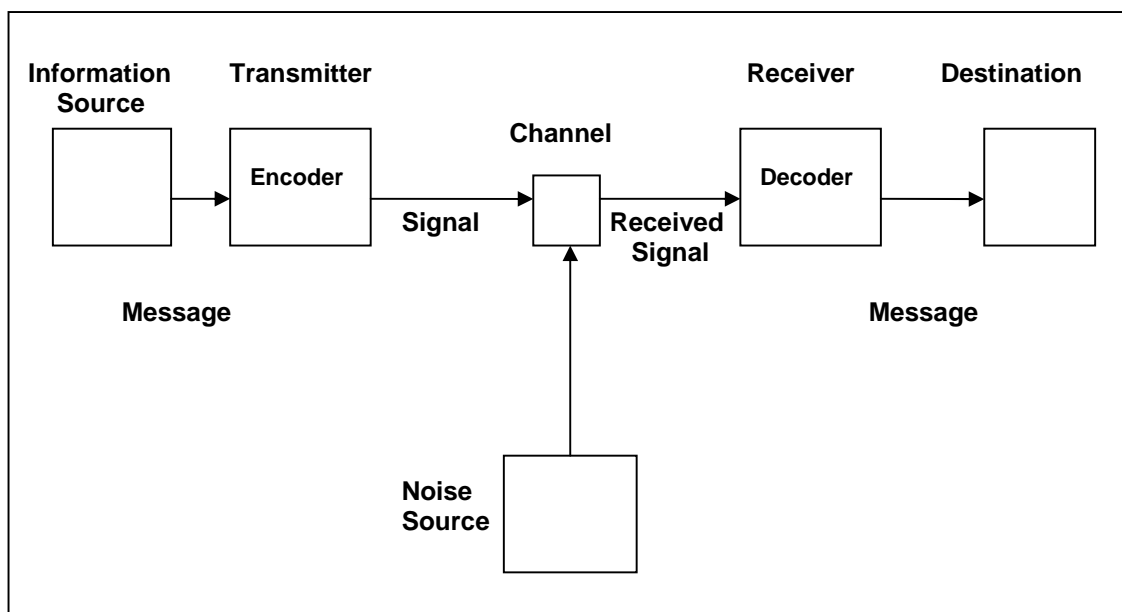 Information
Source
Transmitter
Receiver
Destination
Channel
Encoder
Decoder
Signal
Received
Signal
Message
Message
Noise
Source